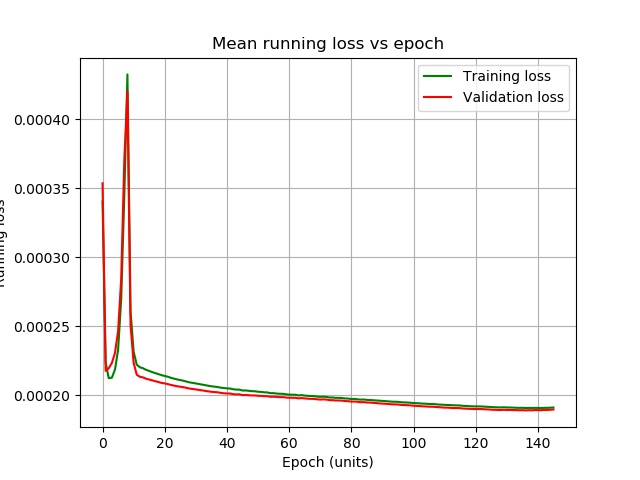 Mean running loss vs epoch
Training loss
Validation loss
0.00040
0.00035
0.00030
0.00025
0.00020
Running loss
0 20 40 60 80 100 120 140
Epoch (units)